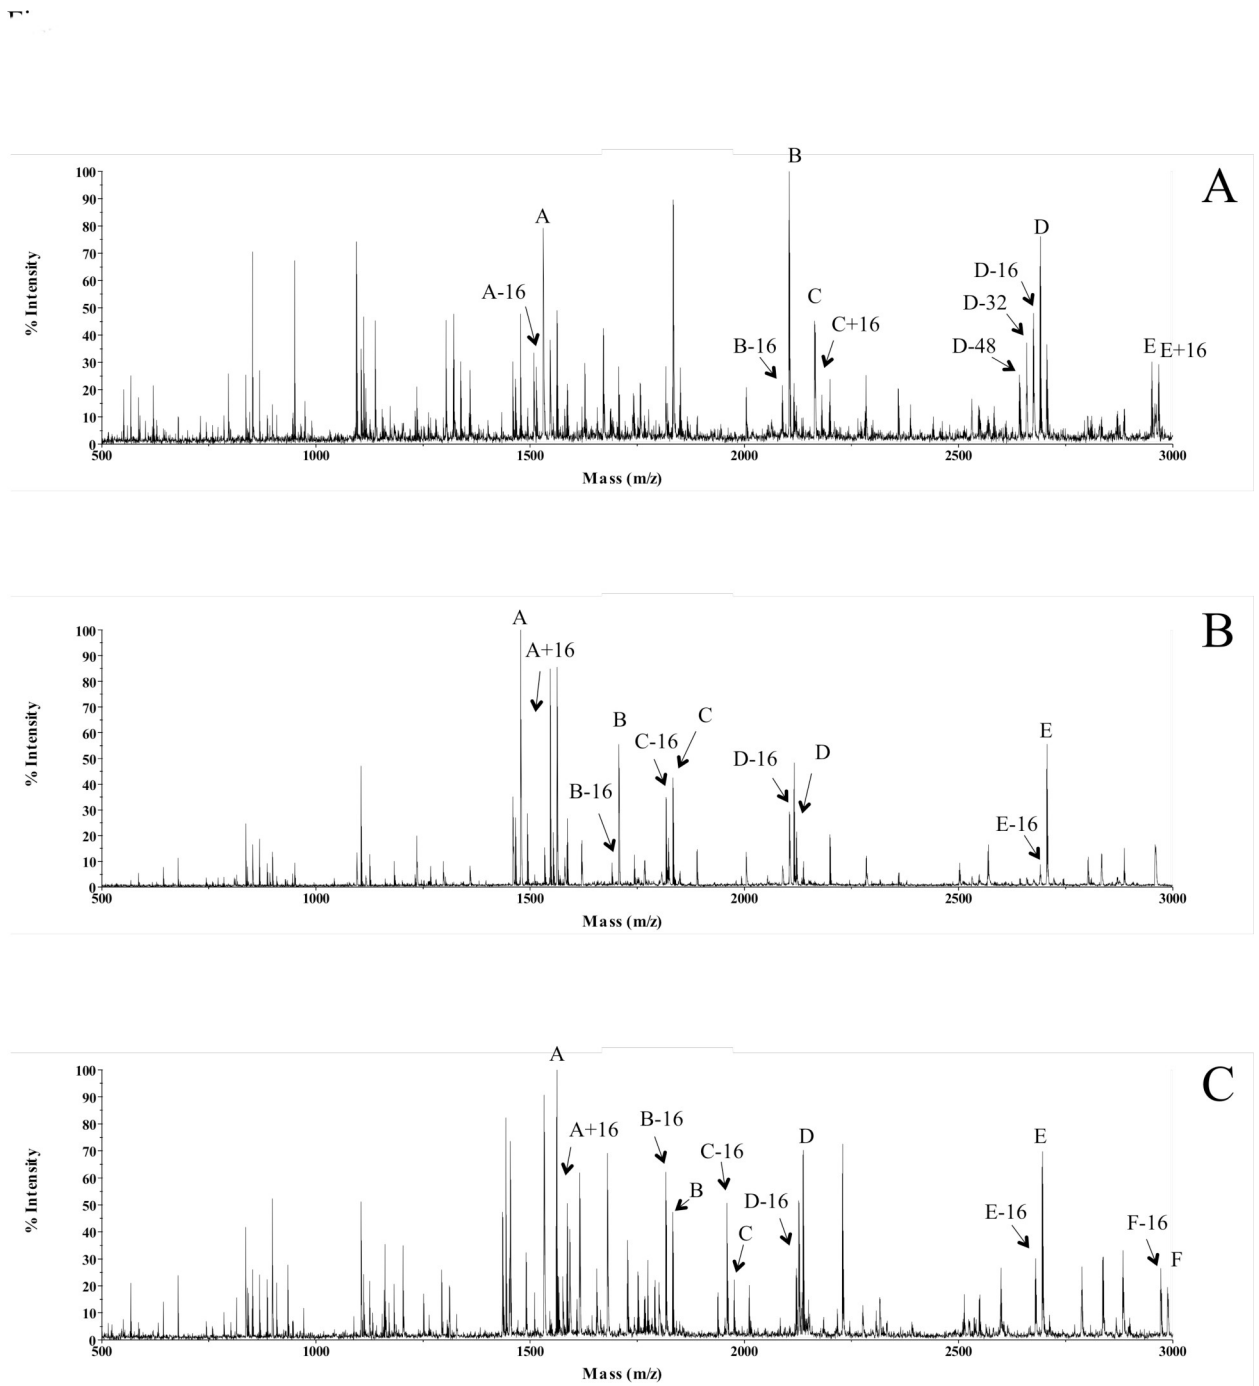 B
A
100
90
80
70
60
50
40
30
20
10
0
% Intensity
A
D
D-16
A-16
C
D-32
C+16
B-16
D-48
E
E+16
500
1000
1500
2000
2500
3000
Mass (m/z)
A
B
100
90
80
70
60
50
40
30
20
10
0
% Intensity
A+16
B
C
C-16
E
D-16
D
B-16
E-16
500
1000
1500
2000
2500
3000
Mass (m/z)
A
C
100
90
80
70
60
50
40
30
20
10
0
% Intensity
A+16
B-16
D
E
C-16
B
D-16
E-16
F-16
C
F
500
1000
1500
2000
2500
3000
Mass (m/z)